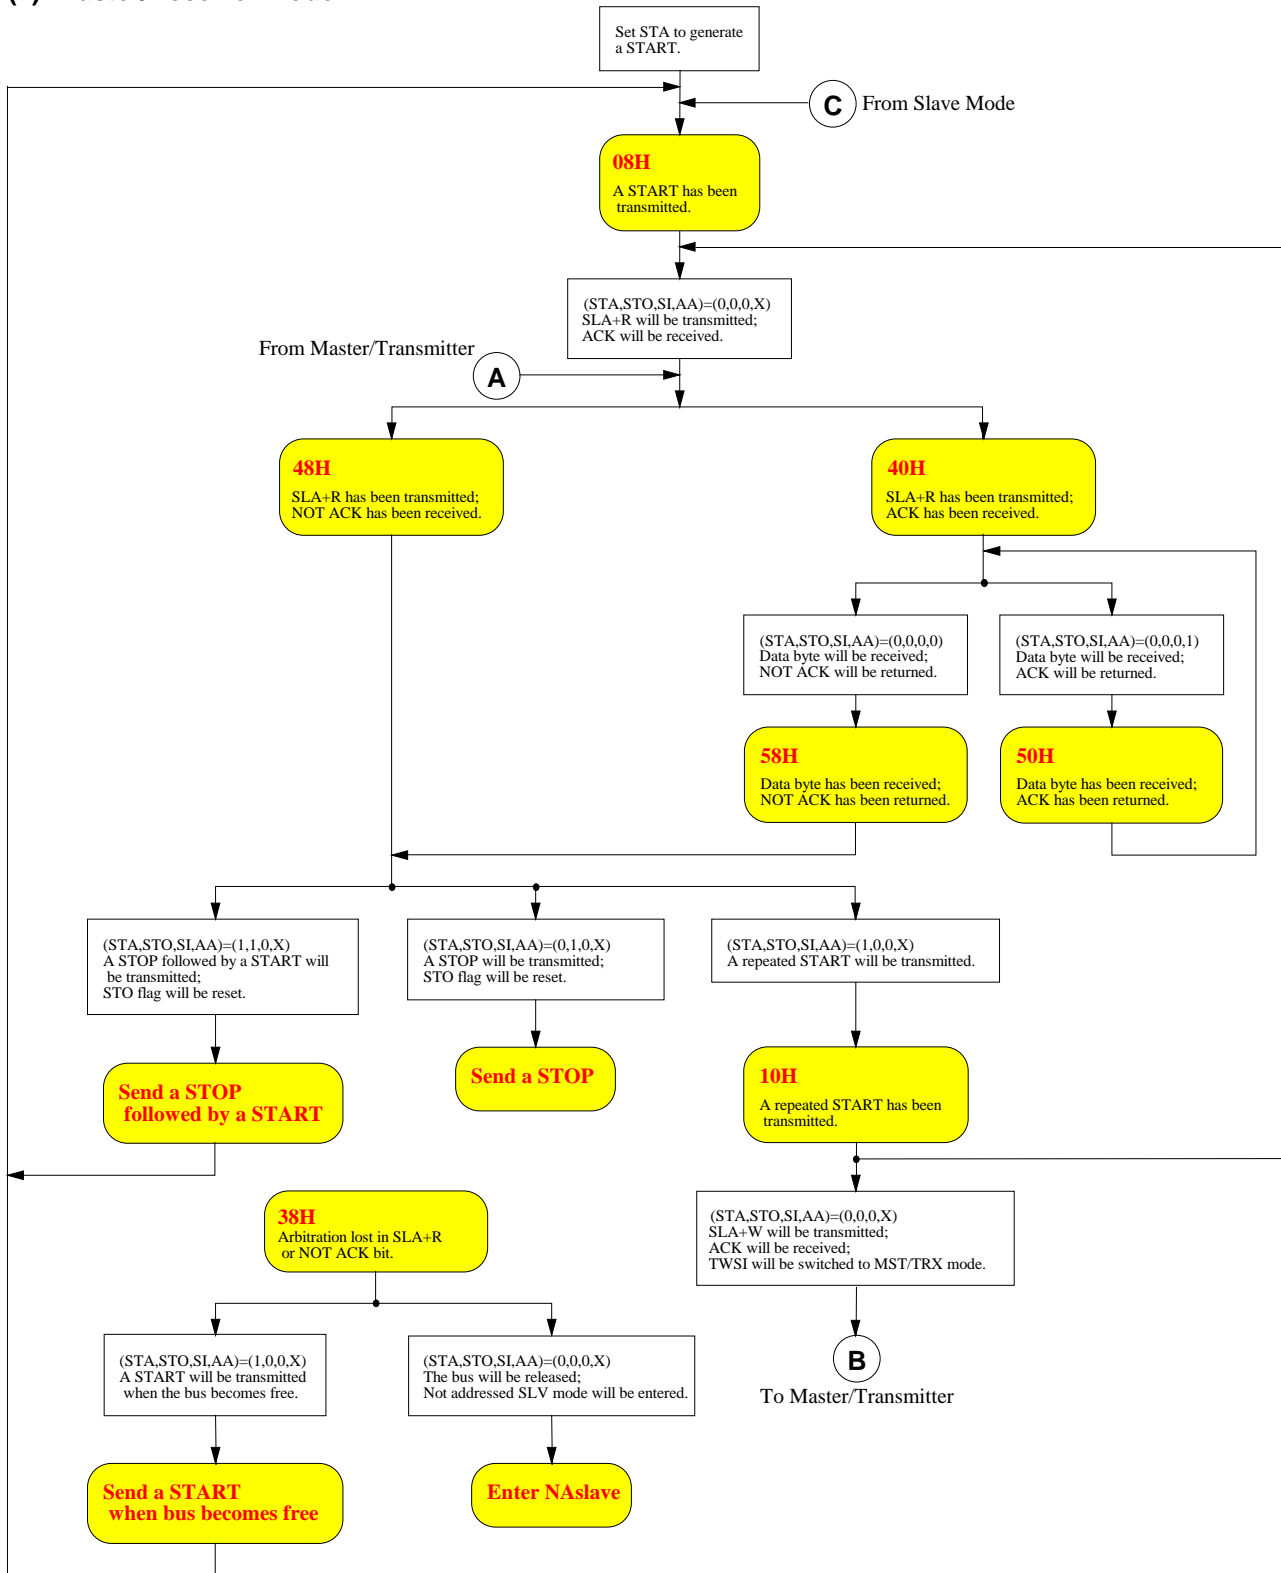 Set STA to generate
a START.
C
From Slave Mode
08H
A START has been
transmitted.
(STA,STO,SI,AA)=(0,0,0,X)
SLA+R will be transmitted;
ACK will be received.
From Master/Transmitter
A
48H
SLA+R has been transmitted;
NOT ACK has been received.
40H
SLA+R has been transmitted;
ACK has been received.
(STA,STO,SI,AA)=(0,0,0,0)
Data byte will be received;
NOT ACK will be returned.
(STA,STO,SI,AA)=(0,0,0,1)
Data byte will be received;
ACK will be returned.
58H
Data byte has been received;
NOT ACK has been returned.
50H
Data byte has been received;
ACK has been returned.
(STA,STO,SI,AA)=(1,1,0,X)
A STOP followed by a START will
be transmitted;
STO flag will be reset.
(STA,STO,SI,AA)=(0,1,0,X)
A STOP will be transmitted;
STO flag will be reset.
(STA,STO,SI,AA)=(1,0,0,X)
A repeated START will be transmitted.
Send a STOP
followed by a START
Send a STOP
10H
A repeated START has been
transmitted.
38H
Arbitration lost in SLA+R
or NOT ACK bit.
(STA,STO,SI,AA)=(0,0,0,X)
SLA+W will be transmitted;
ACK will be received;
TWSI will be switched to MST/TRX mode.
(STA,STO,SI,AA)=(1,0,0,X)
A START will be transmitted
when the bus becomes free.
(STA,STO,SI,AA)=(0,0,0,X)
The bus will be released;
Not addressed SLV mode will be entered.
B
To Master/Transmitter
Send a START
when bus becomes free
Enter NAslave